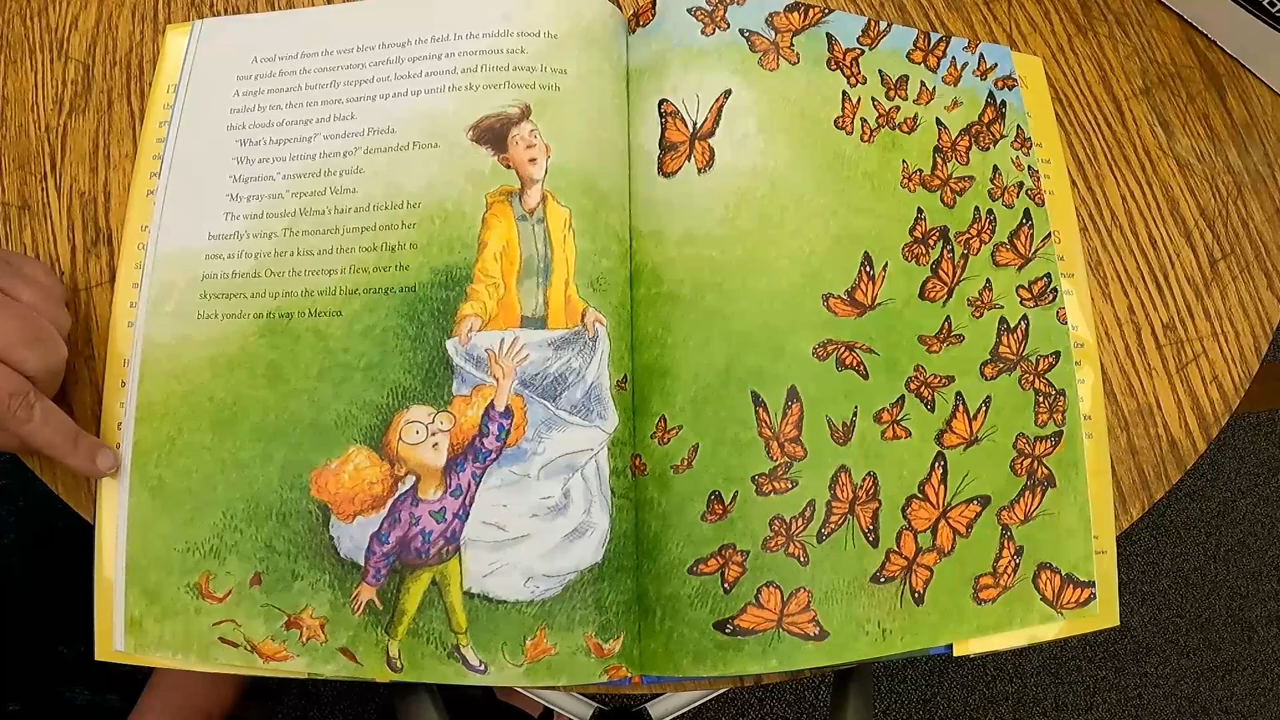 A cool wind from the west blew through the field. In the middle stood the
tour guide from the conservatory, carefully opening an enormous sack.
A single monarch butterfly stepped out, looked around, and flitted away. It was
trailed by ten, then ten more, soaring up and up until the sky overflowed with
thick clouds of orange and black.
"What's happening?" wondered Frieda.
"Why are you letting them go?" demanded Fiona.
"Migration," answered the guide.
"My-gray-sun," repeated Velma.
The wind tousled Velma's hair and tickled her
butterfly's wings. The monarch jumped onto her
nose, as if to give her a kiss, and then took flight to
join its friends. Over the treetops it flew, over the
skyscrapers, and up into the wild blue, orange, and
black yonder on its way to Mexico.